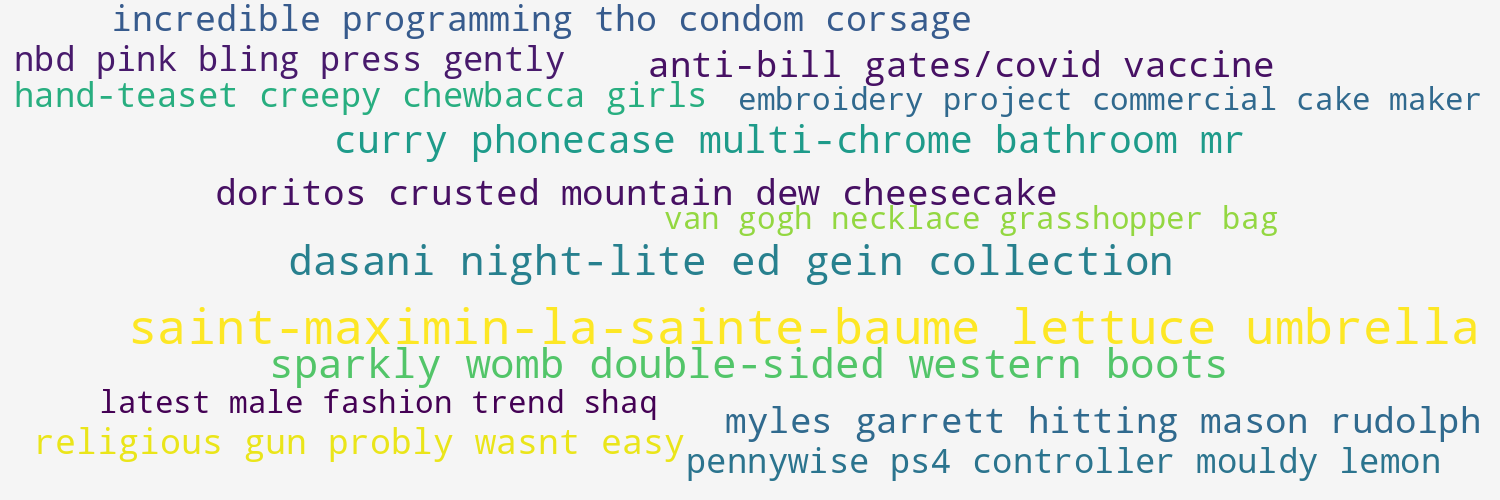 incredible programming tho condom corsage
nbd pink bling press gently
anti-bill gates/covid vaccine
hand-teaset creepy chewbacca girls
embroidery project commercial cake maker
curry phonecase multi-chrome bathroom mr
doritos crusted mountain dew cheesecake
van gogh necklace grasshopper bag
dasani night-lite ed gein collection
saint-maximin-la-sainte-baume lettuce umbrella
sparkly womb double-sided western boots
latest male fashion trend shaq
myles garrett hitting mason rudolph
religious gun probly wasnt easy
pennywise ps4 controller mouldy lemon